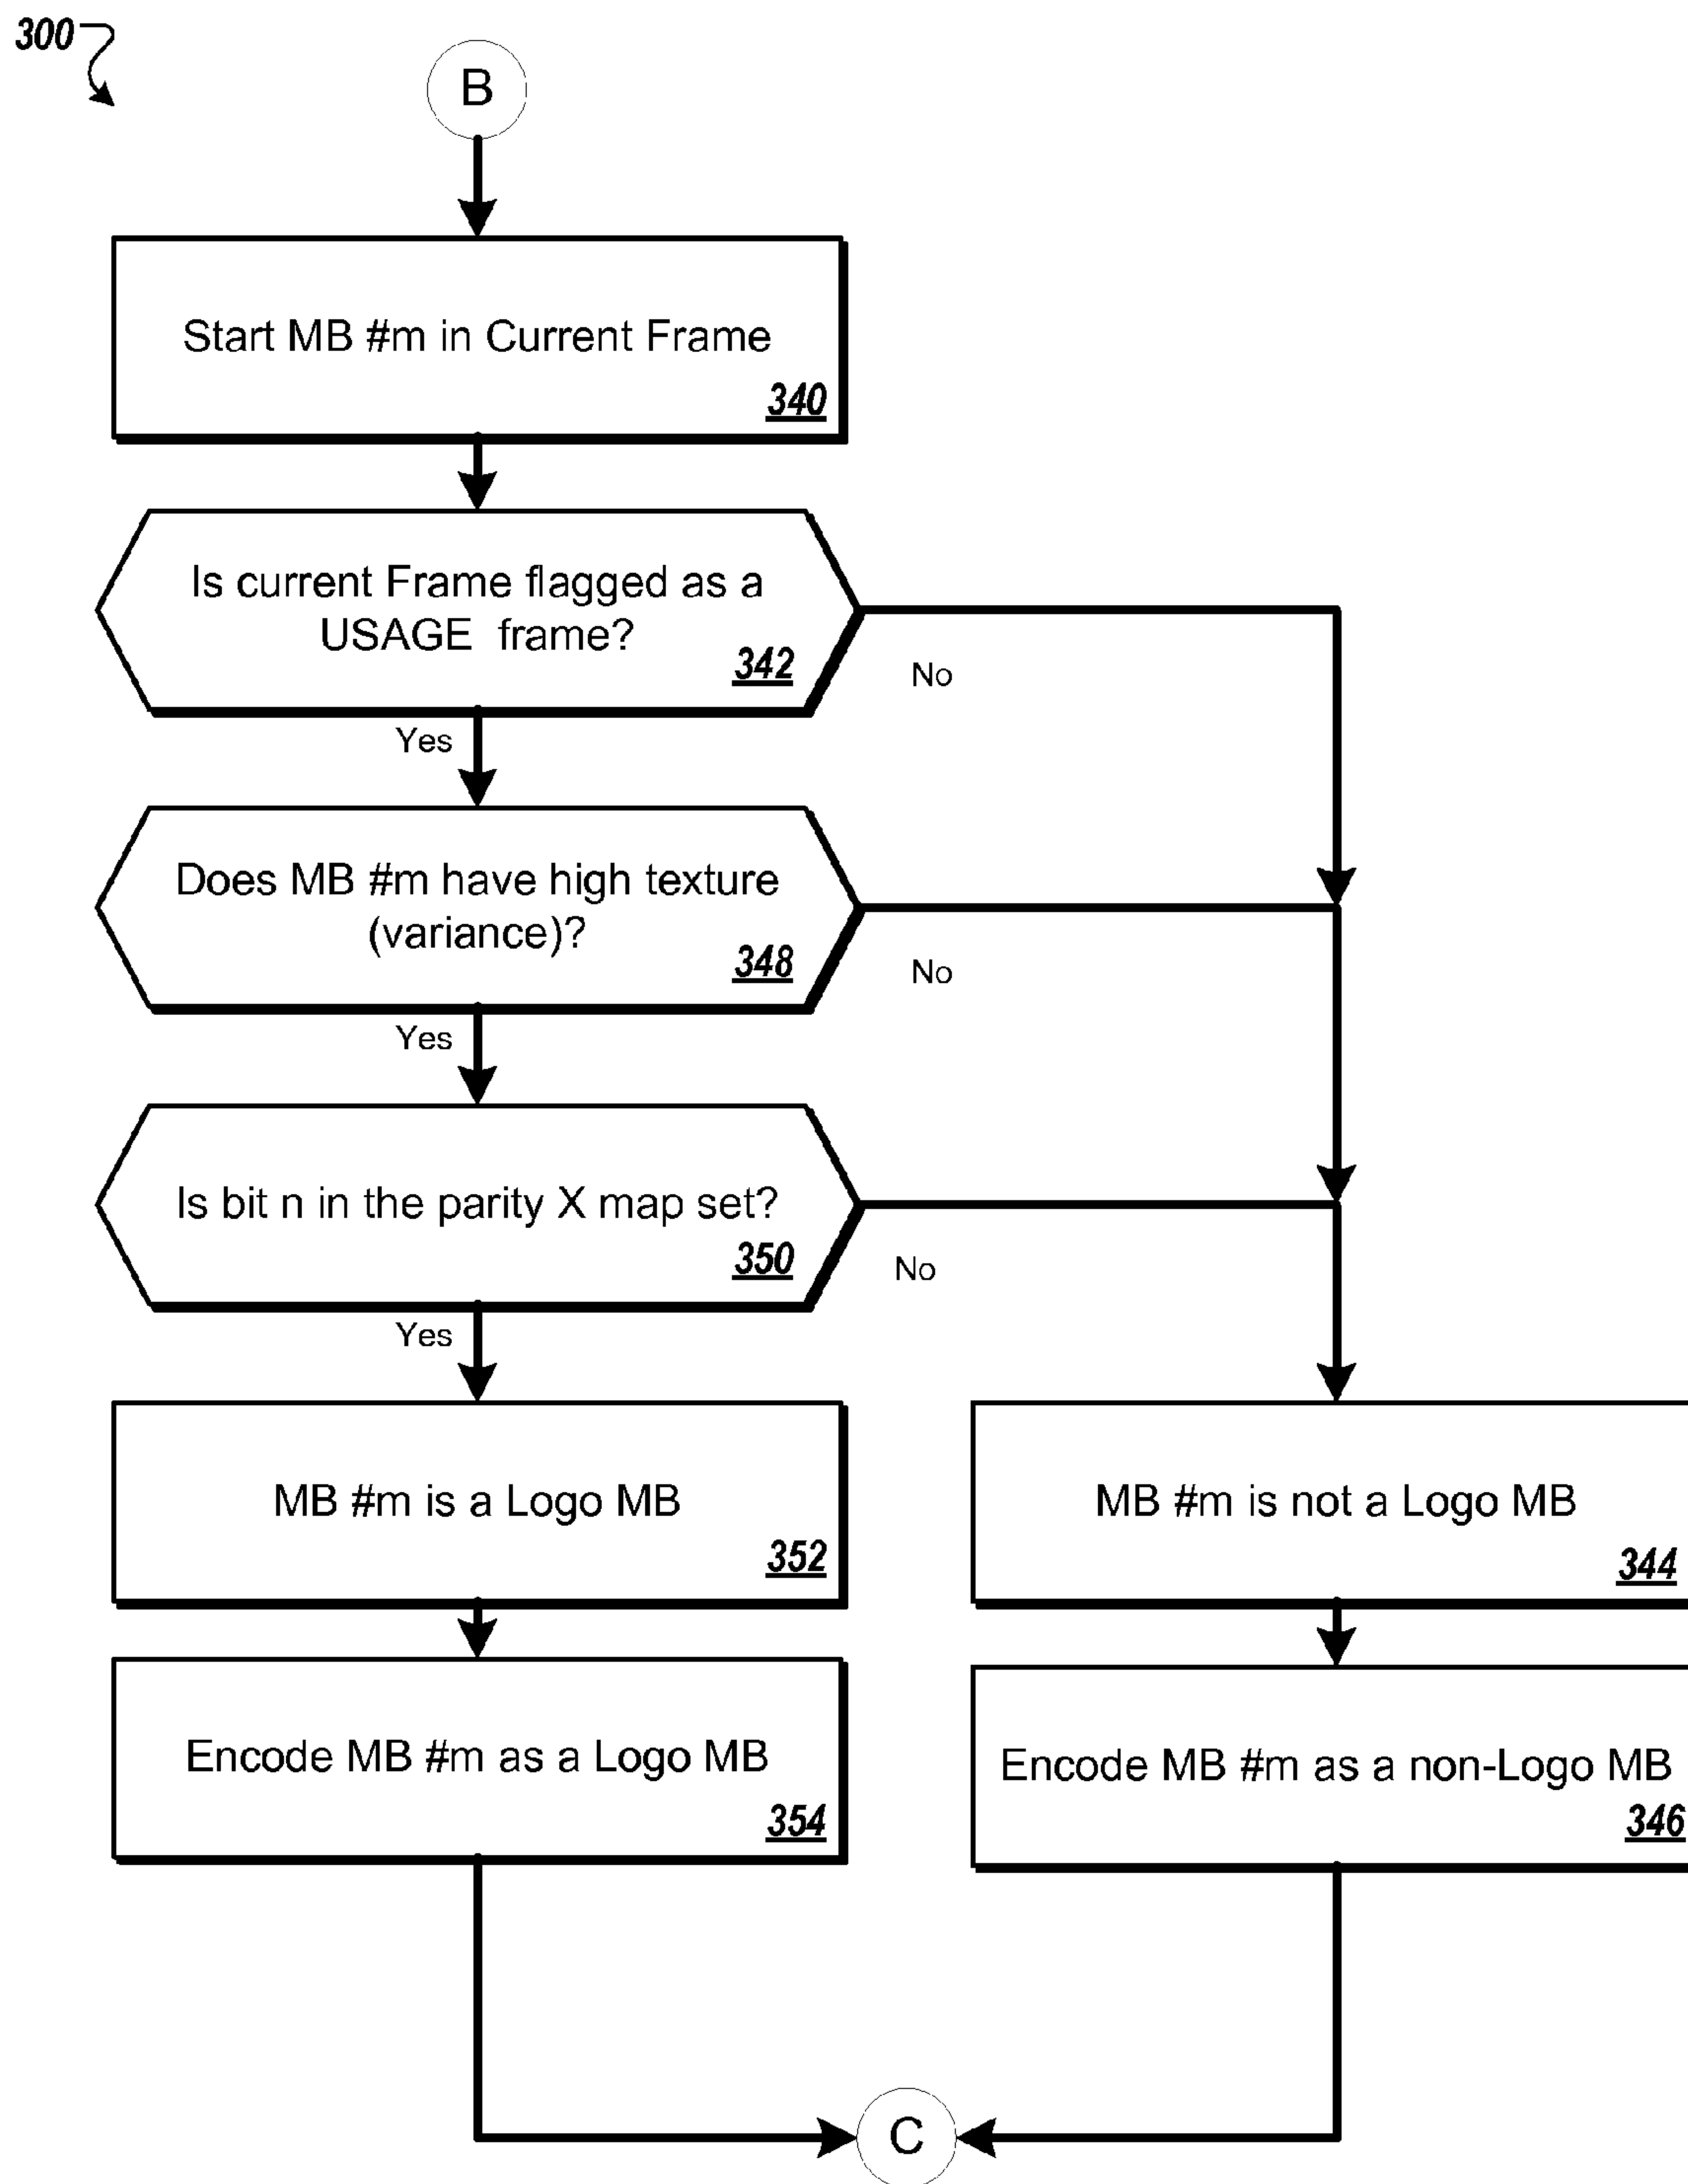 300
B
Start MB #m in Current Frame
340
Is current Frame flagged as a
USAGE frame?
342
No
Yes
Does MB #m have high texture
(variance)?
348
No
Yes
Is bit n in the parity X map set?
350
No
Yes
MB #m is a Logo MB
352
MB #m is not a Logo MB
344
Encode MB #m as a Logo MB
354
Encode MB #m as a non-Logo MB
346
C